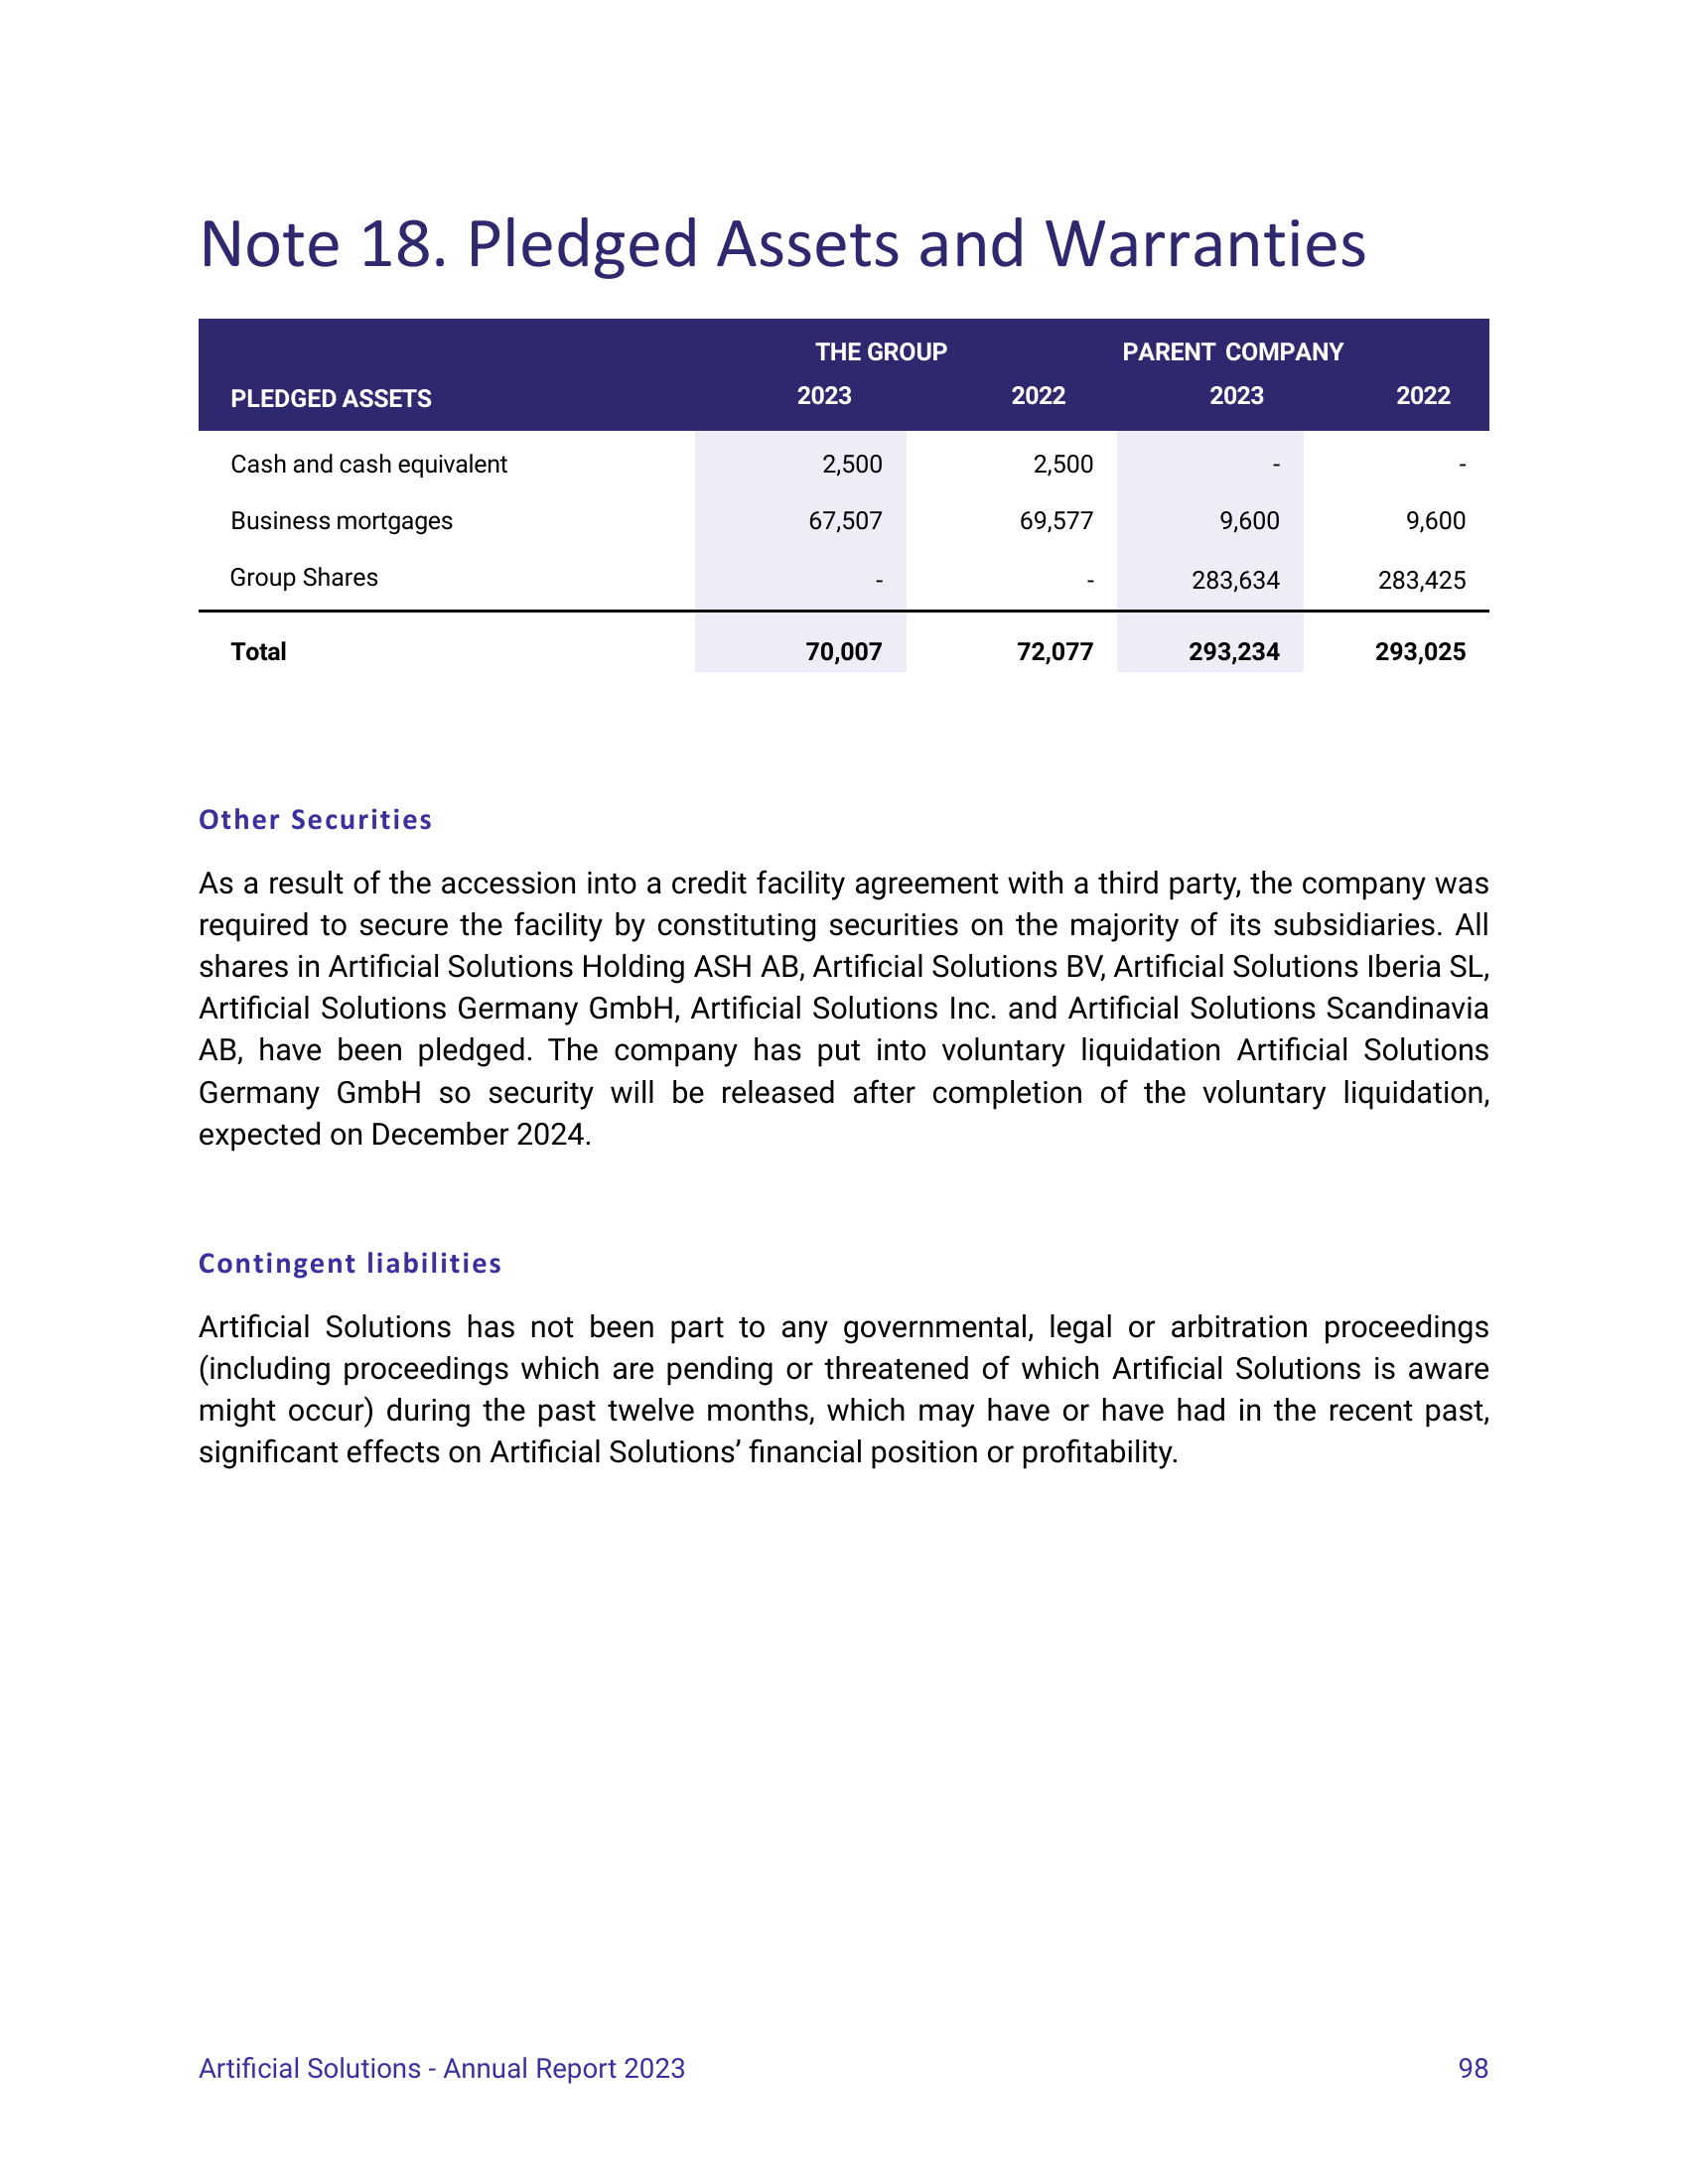 Note 18. Pledged Assets and Warranties
THE GROUP PARENT COMPANY
PLEDGED ASSETS 2023 2022 2023 2022
Cash and cash equivalent 2,500 2,500 - -
Business mortgages 67,507 69,577 9,600 9,600
Group Shares - - 283,634 283,425
Total 70,007 72,077 293,234 293,025
Other Securities
As a result of the accession into a credit facility agreement with a third party, the company was
required to secure the facility by constituting securities on the majority of its subsidiaries. All
shares in Artificial Solutions Holding ASH AB, Artificial Solutions BV, Artificial Solutions Iberia SL,
Artificial Solutions Germany GmbH, Artificial Solutions Inc. and Artificial Solutions Scandinavia
AB, have been pledged. The company has put into voluntary liquidation Artificial Solutions
Germany GmbH so security will be released after completion of the voluntary liquidation,
expected on December 2024.
Contingent liabilities
Artificial Solutions has not been part to any governmental, legal or arbitration proceedings
(including proceedings which are pending or threatened of which Artificial Solutions is aware
might occur) during the past twelve months, which may have or have had in the recent past,
significant effects on Artificial Solutions’ financial position or profitability.
Artificial Solutions - Annual Report 2023 98